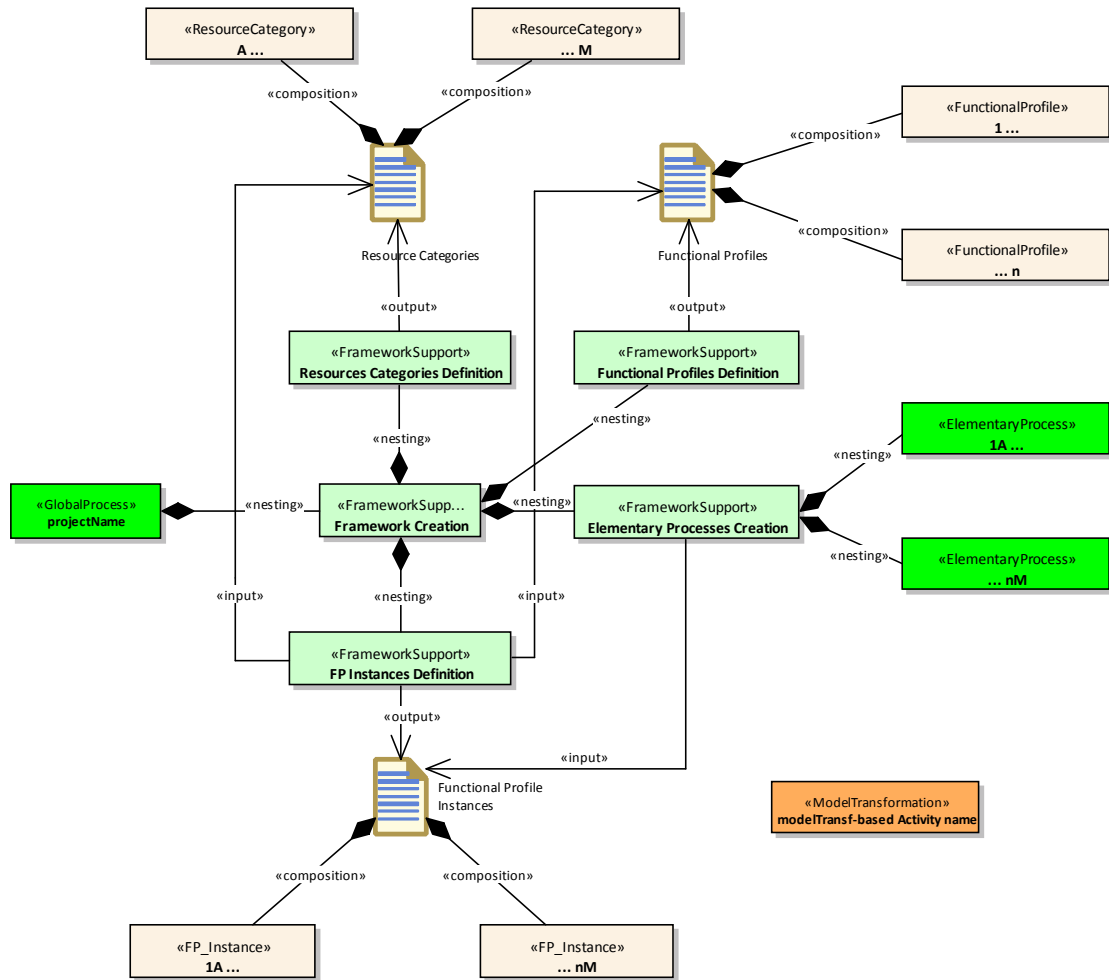 «ResourceCategory»
A ...
«ResourceCategory»
... M
«composition»
«composition»
«FunctionalProfile»
1 ...
«composition»
«composition»
«FunctionalProfile»
... n
Resource Categories
Functional Profiles
«output»
«output»
«FrameworkSupport»
Resources Categories Definition
«FrameworkSupport»
Functional Profiles Definition
«nesting»
«nesting»
«ElementaryProcess»
1A ...
«nesting»
«GlobalProcess»
projectName
«nesting»
«FrameworkSupp...
Framework Creation
«nesting»
«FrameworkSupport»
Elementary Processes Creation
«nesting»
«ElementaryProcess»
... nM
«input»
«nesting»
«input»
«FrameworkSupport»
FP Instances Definition
«output»
«input»
Functional Profile
Instances
«ModelTransformation»
modelTransf-based Activity name
«composition»
«composition»
«FP_Instance»
1A ...
«FP_Instance»
... nM